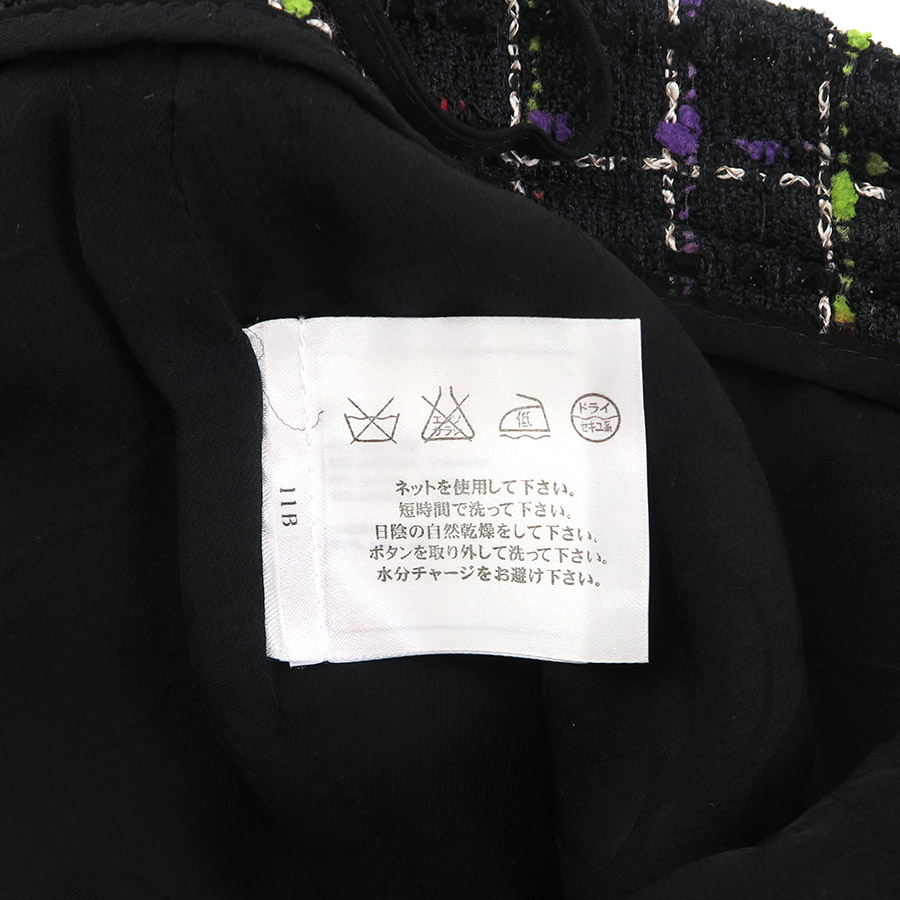 エンソ
サラシ
低
ドライ
セキユ系
ネットを使用して下さい。
短時間で洗って下さい。
日陰の自然乾燥をして下さい。
ボタンを取り外して洗って下さい。
水分チャージをお避け下さい。
11B